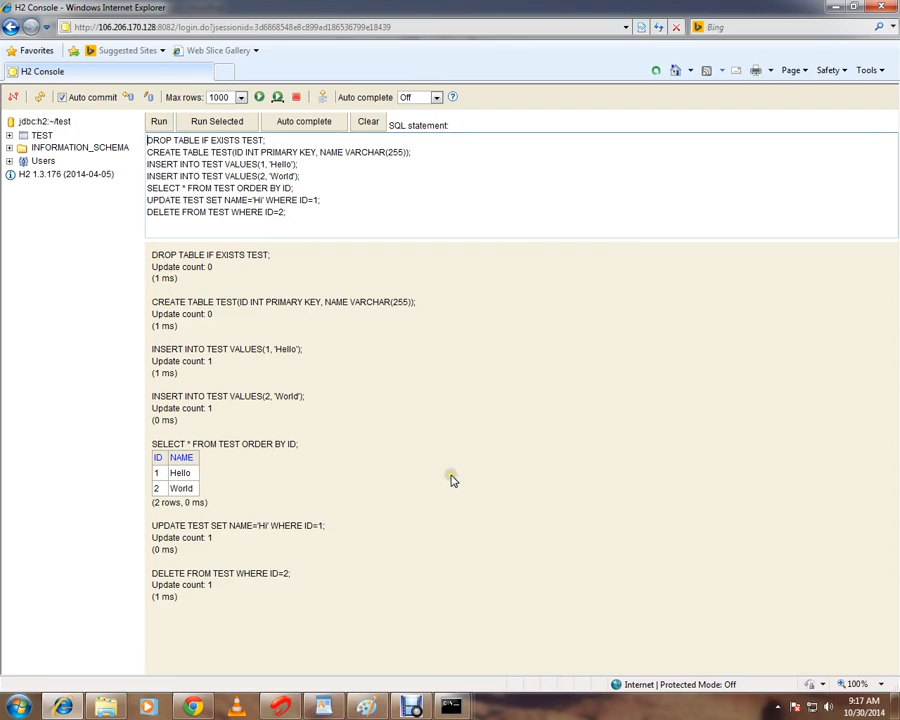 H2 Console - Windows Internet Explorer
http://106.206.170.128:8082/login.do?jsessionid=3d6868548e8c899ad186536799e18439
Bing
Favorites
Suggested Sites
Web Slice Gallery
H2 Console
Page
Safety
Tools
Auto commit
Max rows:
1000
Auto complete
Off
jdbc:h2:~/test
TEST
INFORMATION_SCHEMA
Users
H2 1.3.176 (2014-04-05)
Run
Run Selected
Auto complete
Clear
SQL statement:
DROP TABLE IF EXISTS TEST;
CREATE TABLE TEST(ID INT PRIMARY KEY, NAME VARCHAR(255));
INSERT INTO TEST VALUES(1, 'Hello');
INSERT INTO TEST VALUES(2, 'World');
SELECT * FROM TEST ORDER BY ID;
UPDATE TEST SET NAME='Hi' WHERE ID=1;
DELETE FROM TEST WHERE ID=2;
DROP TABLE IF EXISTS TEST;
Update count: 0
(1 ms)
CREATE TABLE TEST(ID INT PRIMARY KEY, NAME VARCHAR(255));
Update count: 0
(1 ms)
INSERT INTO TEST VALUES(1, 'Hello');
Update count: 1
(1 ms)
INSERT INTO TEST VALUES(2, 'World');
Update count: 1
(0 ms)
SELECT * FROM TEST ORDER BY ID;
ID NAME
1 Hello
2 World
(2 rows, 0 ms)
UPDATE TEST SET NAME='Hi' WHERE ID=1;
Update count: 1
(0 ms)
DELETE FROM TEST WHERE ID=2;
Update count: 1
(1 ms)
Internet | Protected Mode: Off
100%
9:17 AM
10/30/2014